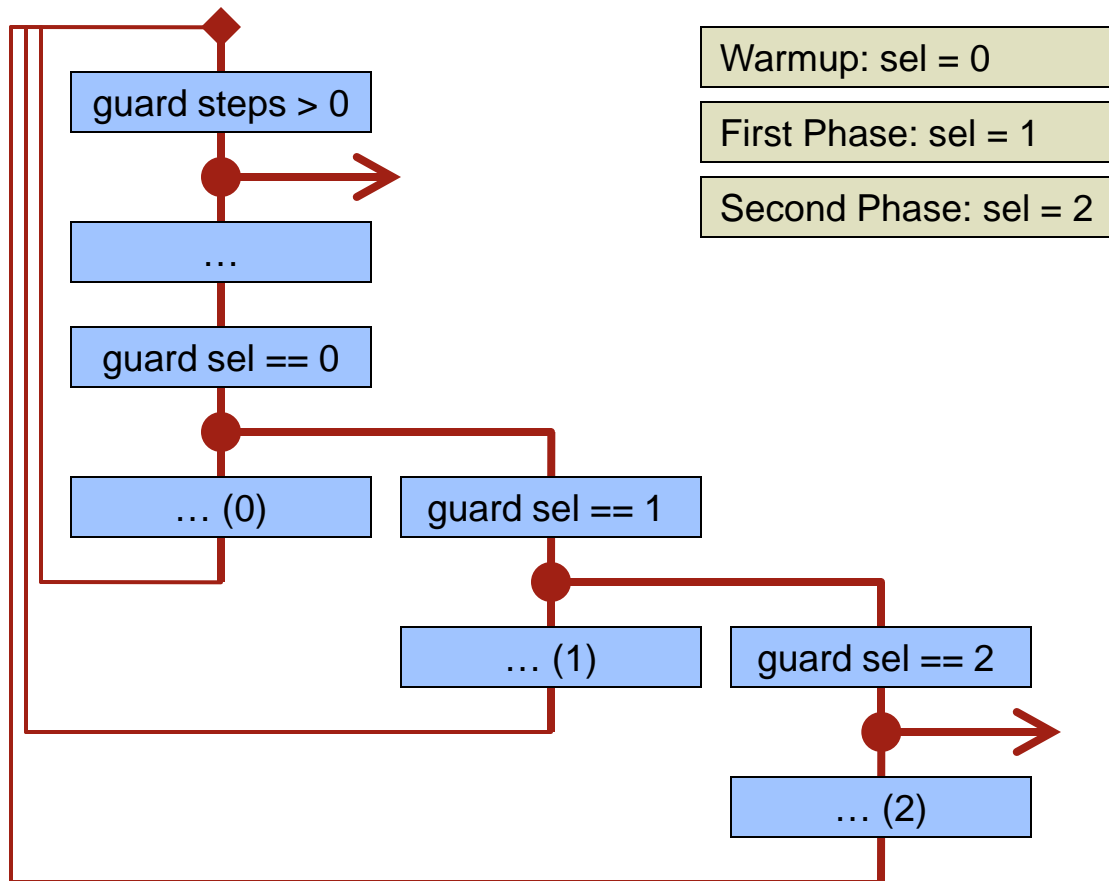 guard steps > 0
…
guard sel == 0
… (0)
guard sel == 1
… (1)
guard sel == 2
… (2)
Warmup: sel = 0
First Phase: sel = 1
Second Phase: sel = 2